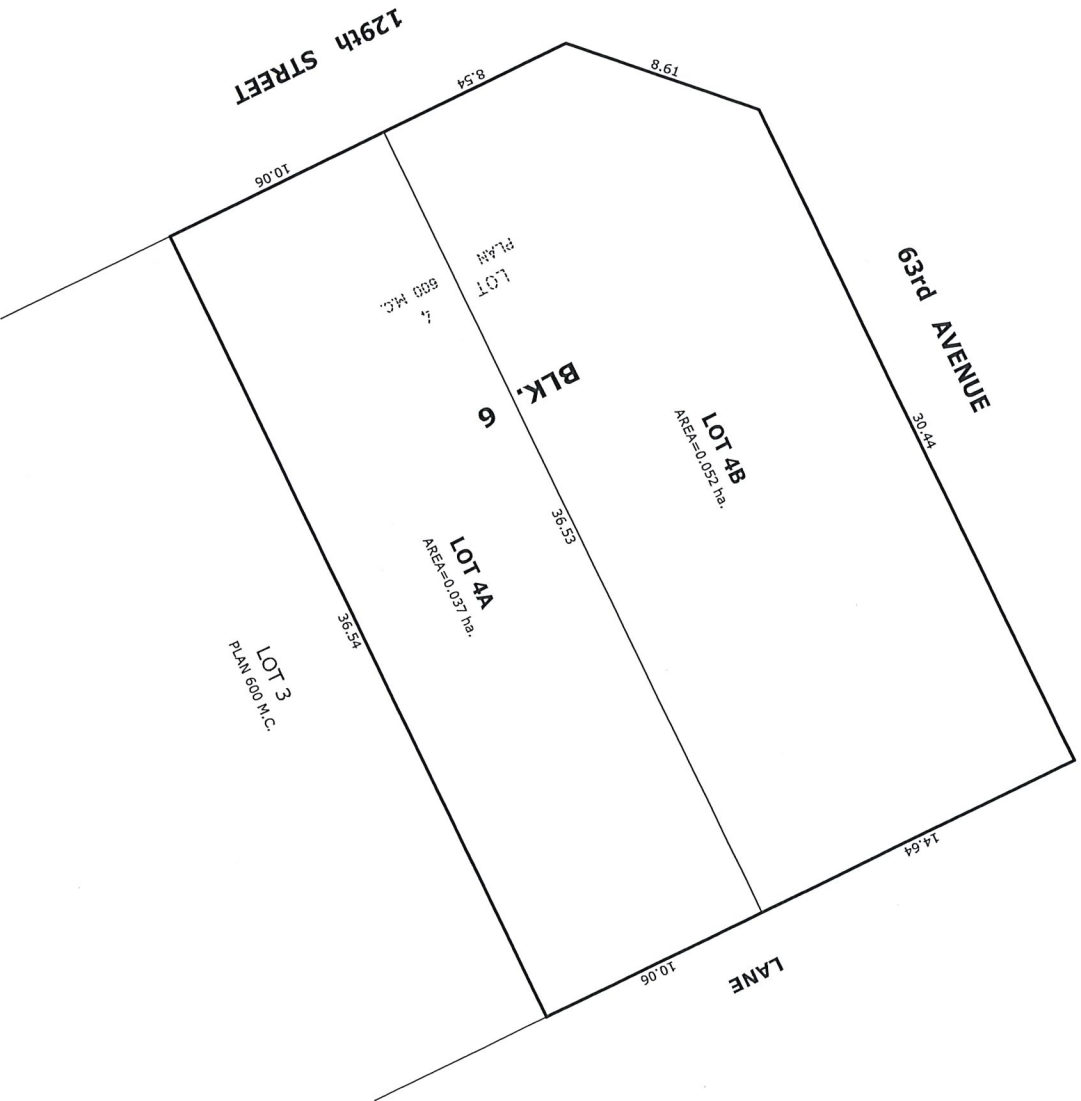 129th STREET
8.54
8.61
10.06
PLAN
600 M.C.
LOT
4
63rd AVENUE
BLK. 6
30.44
LOT 4B
AREA=0.052 ha.
36.53
LOT 4A
AREA=0.037 ha.
36.54
LOT 3
PLAN 600 M.C.
14.64
10.06
LANE